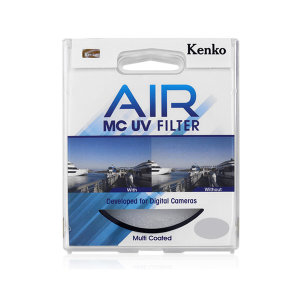 Kenko
AIR
MC UV FILTER
With
Without
Developed for Digital Cameras
Multi Coated